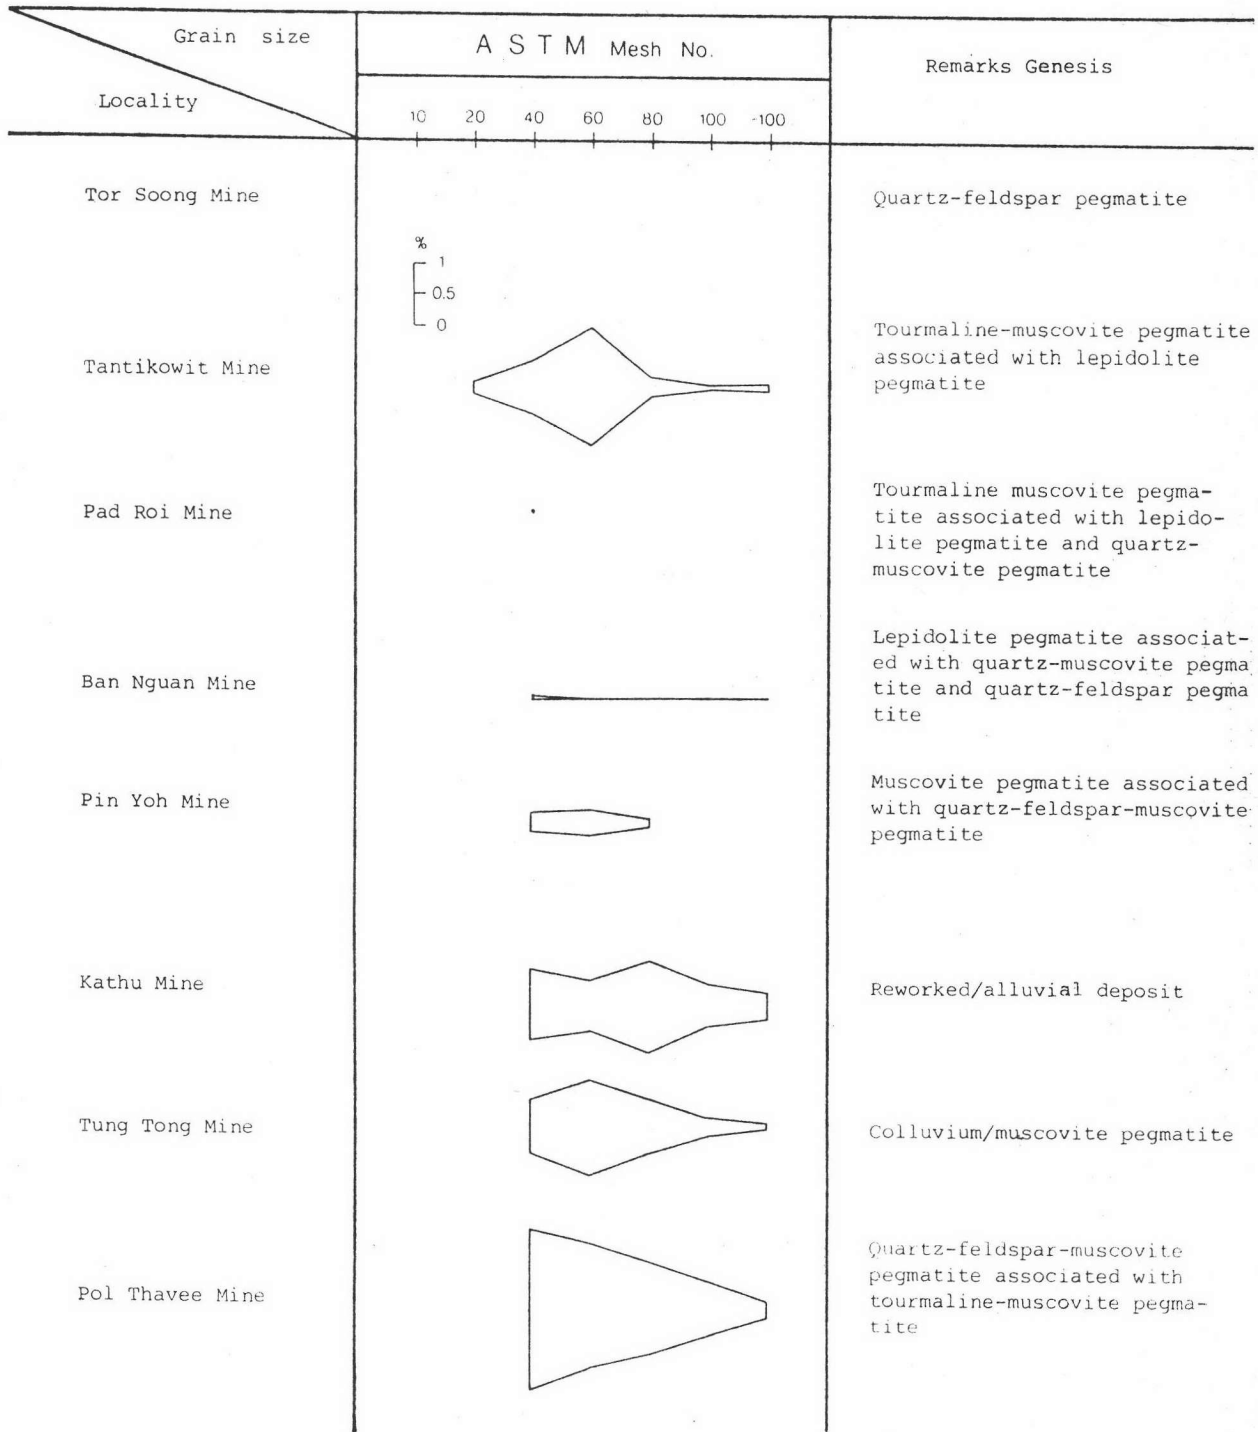 Grain size
Locality
A S T M Mesh No.
10 20 40 60 80 100 -100
Remarks Genesis
Tor Soong Mine
Quartz-feldspar pegmatite
%
1
0.5
0
Tantikowit Mine
Tourmaline-muscovite pegmatite
associated with lepidolite
pegmatite
Pad Roi Mine
Tourmaline muscovite pegma-
tite associated with lepido-
lite pegmatite and quartz-
muscovite pegmatite
Ban Nguan Mine
Lepidolite pegmatite associat-
ed with quartz-muscovite pegma
tite and quartz-feldspar pegma
tite
Pin Yoh Mine
Muscovite pegmatite associated
with quartz-feldspar-muscovite
pegmatite
Kathu Mine
Reworked/alluvial deposit
Tung Tong Mine
Colluvium/muscovite pegmatite
Pol Thavee Mine
Quartz-feldspar-muscovite
pegmatite associated with
tourmaline-muscovite pegma-
tite